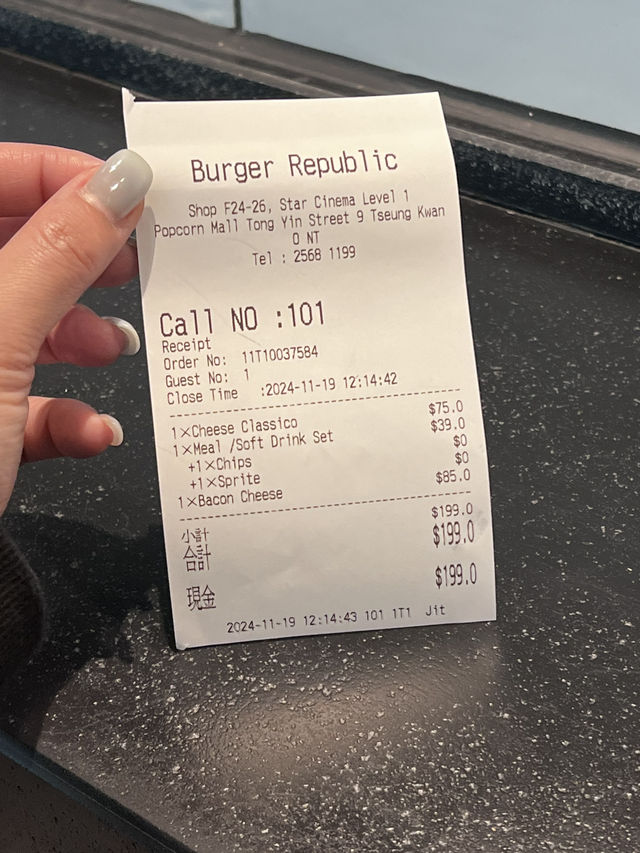 Burger Republic
Shop F24-26, Star Cinema Level 1
Popcorn Mall Tong Yin Street 9 Tseung Kwan
O NT
Tel : 2568 1199
Call NO :101
Receipt
Order No: 11T10037584
Guest No: 1
Close Time :2024-11-19 12:14:42
1×Cheese Classico $75.0
1×Meal /Soft Drink Set $39.0
+1×Chips $0
+1×Sprite $0
1×Bacon Cheese $85.0
小計 $199.0
合計 $199.0
現金 $199.0
2024-11-19 12:14:43 101 1T1 Jit